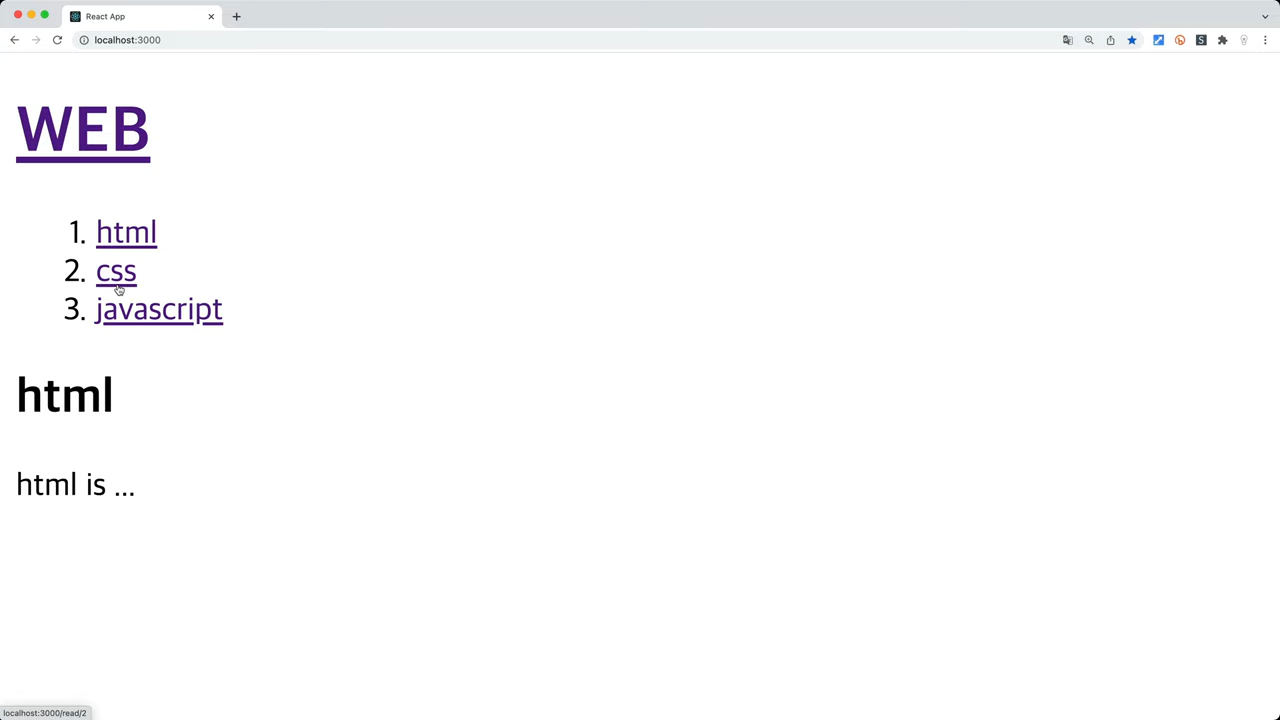 React App
localhost:3000
WEB
1. html
2. css
3. javascript
html
html is ...
localhost:3000/read/2